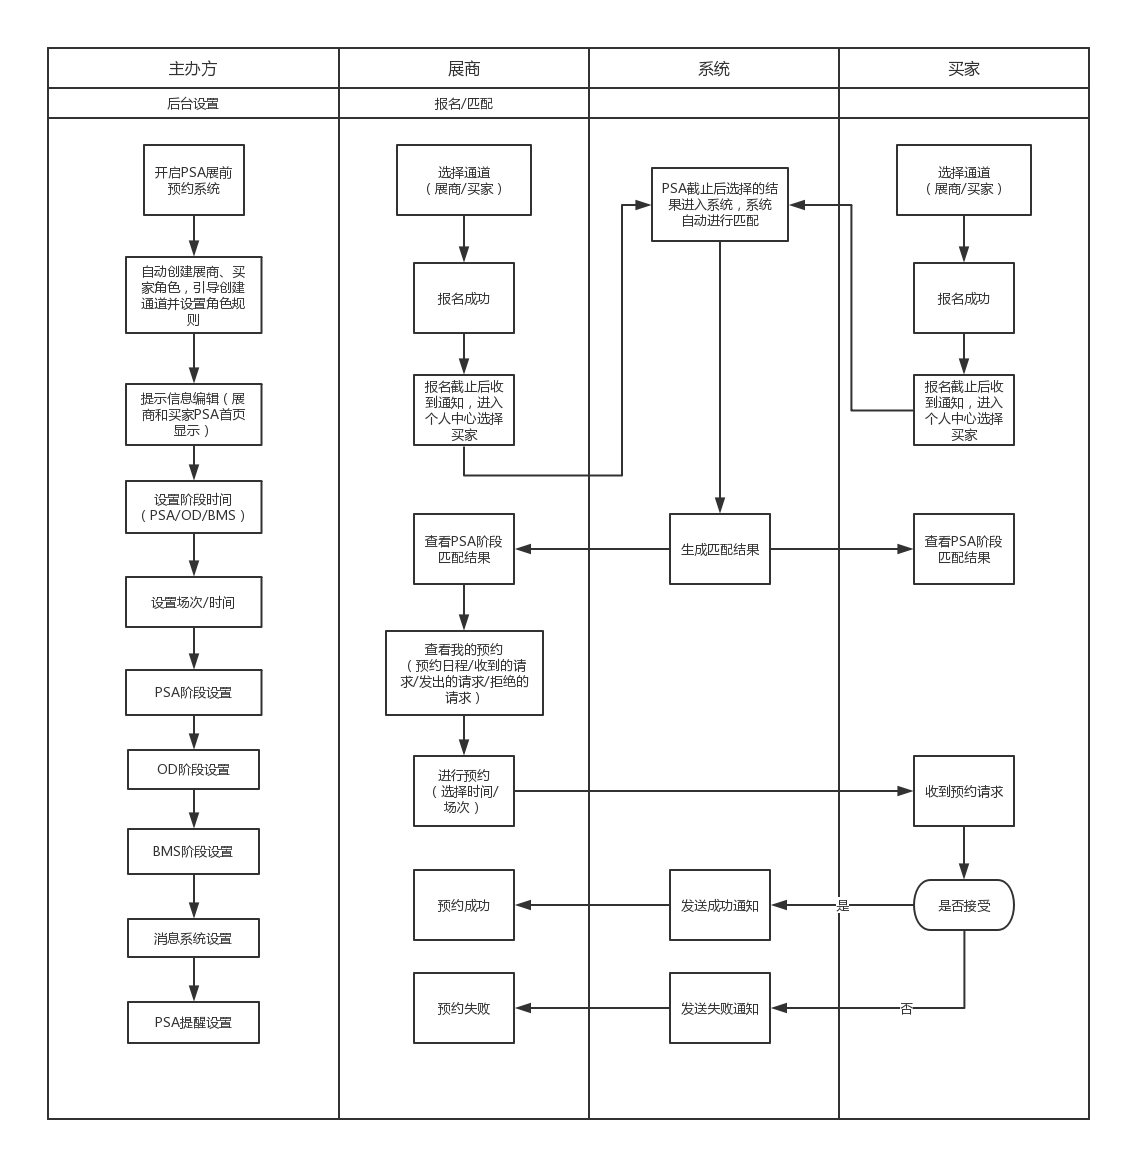 主办方
展商
系统
买家
后台设置
报名/匹配
开启PSA展前
预约系统
自动创建展商、买
家角色，引导创建
通道并设置角色规
则
提示信息编辑（展
商和买家PSA首页
显示）
设置阶段时间
（PSA/OD/BMS）
设置场次/时间
PSA阶段设置
OD阶段设置
BMS阶段设置
消息系统设置
PSA提醒设置
选择通道
（展商/买家）
报名成功
报名截止后收
到通知，进入
个人中心选择
买家
查看PSA阶段
匹配结果
查看我的预约
（预约日程/收到的请
求/发出的请求/拒绝的
请求）
进行预约
（选择时间/
场次）
预约成功
预约失败
PSA截止后选择的结
果进入系统，系统
自动进行匹配
生成匹配结果
发送成功通知
发送失败通知
选择通道
（展商/买家）
报名成功
报名截止后收
到通知，进入
个人中心选择
买家
查看PSA阶段
匹配结果
收到预约请求
是否接受
是
否